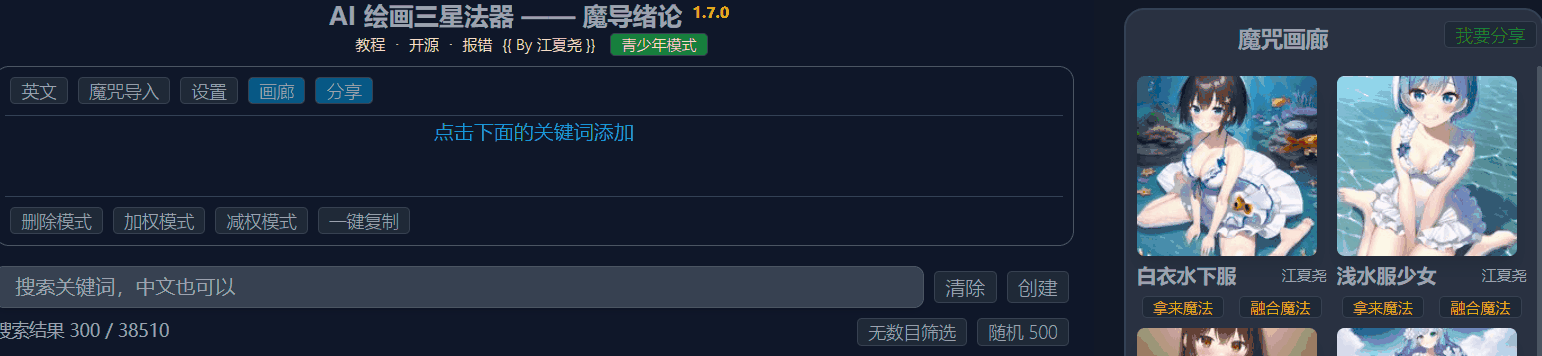 AI 绘画三星法器 —— 魔导绪论 1.7.0
教程 · 开源 · 报错 {{ By 江夏尧 }} 青少年模式
英文 魔咒导入 设置 画廊 分享
点击下面的关键词添加
删除模式 加权模式 减权模式 一键复制
搜索关键词，中文也可以 清除 创建
搜索结果 300 / 38510 无数目筛选 随机 500
魔咒画廊 我要分享
白衣水下服 江夏尧 浅水服少女 江夏尧
拿来魔法 融合魔法 拿来魔法 融合魔法